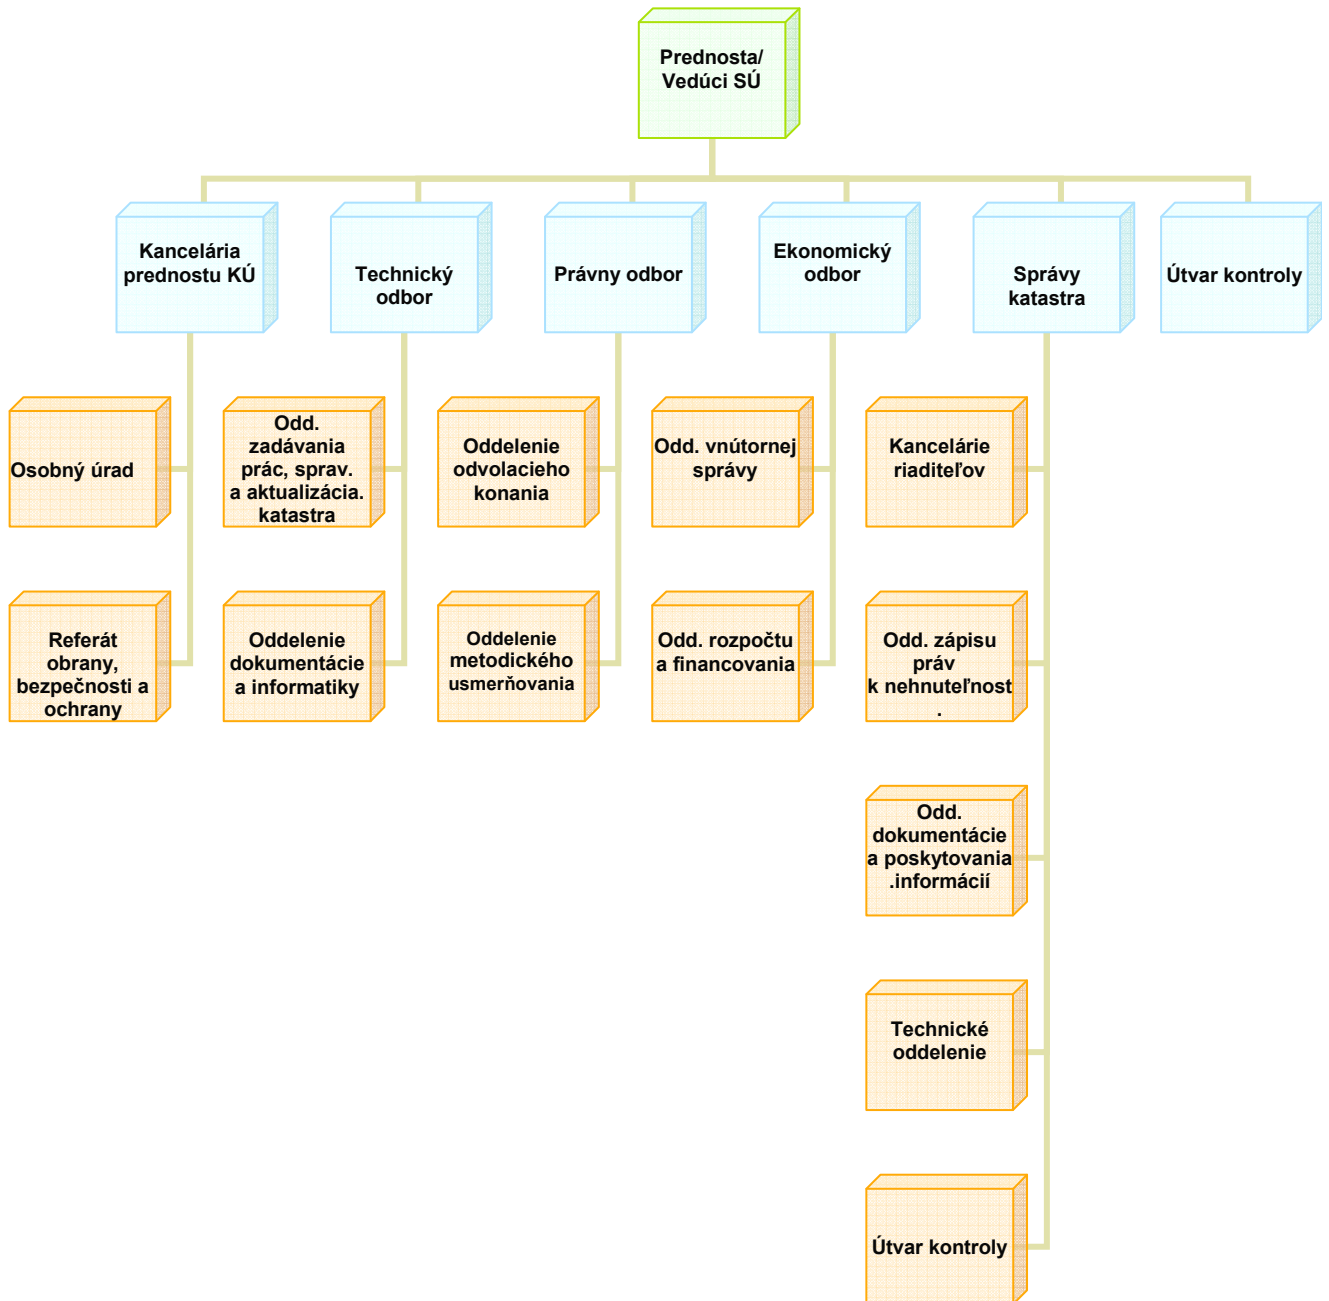 Prednosta/
Vedúci SÚ
Kancelária
prednostu KÚ
Technický
odbor
Právny odbor
Ekonomický
odbor
Správy
katastra
Útvar kontroly
Osobný úrad
Odd.
zadávania
prác, sprav.
a aktualizácia.
katastra
Oddelenie
odvolacieho
konania
Odd. vnútornej
správy
Kancelárie
riaditeľov
Referát
obrany,
bezpečnosti a
ochrany
Oddelenie
dokumentácie
a informatiky
Oddelenie
metodického
usmerňovania
Odd. rozpočtu
a financovania
Odd. zápisu
práv
k nehnuteľnost
.
Odd.
dokumentácie
a poskytovania
.informácií
Technické
oddelenie
Útvar kontroly